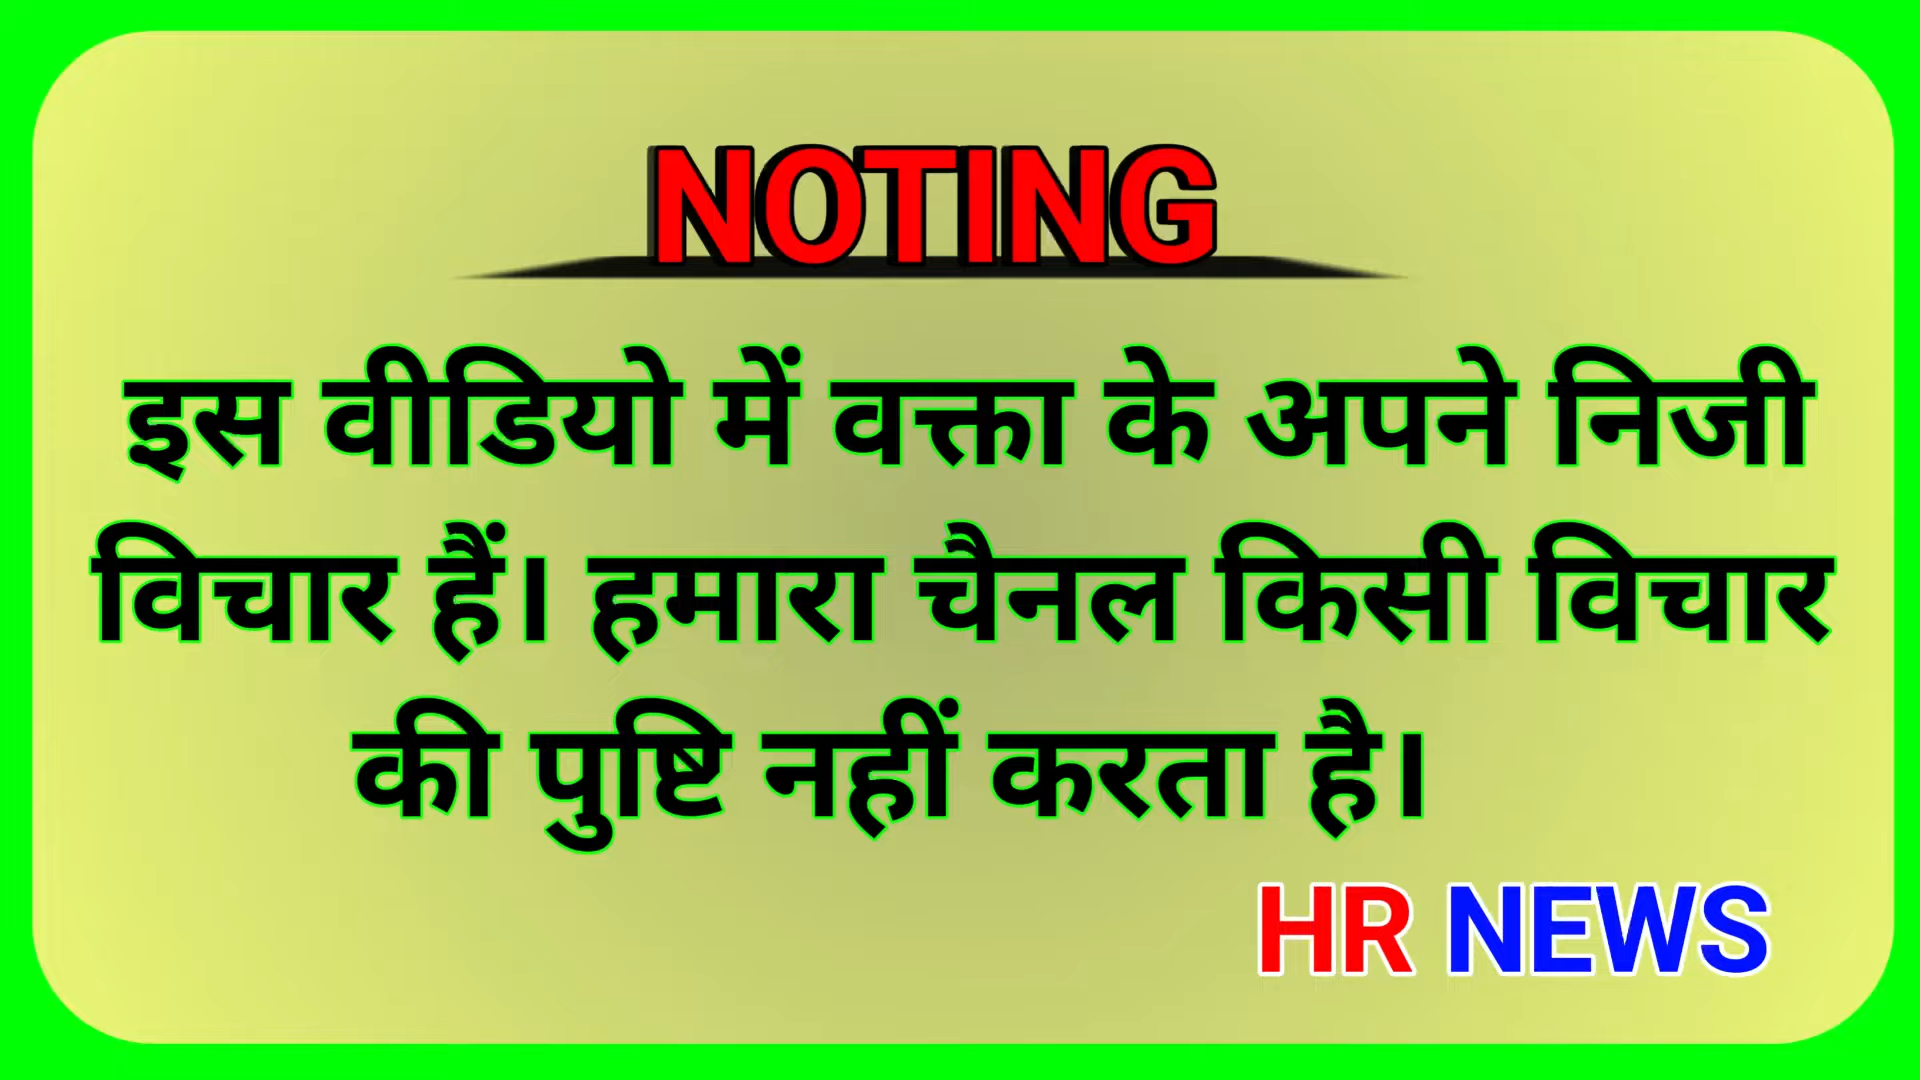 NOTING
इस वीडियो में वक्ता के अपने निजी
विचार हैं। हमारा चैनल किसी विचार
की पुष्टि नहीं करता है।
HR NEWS